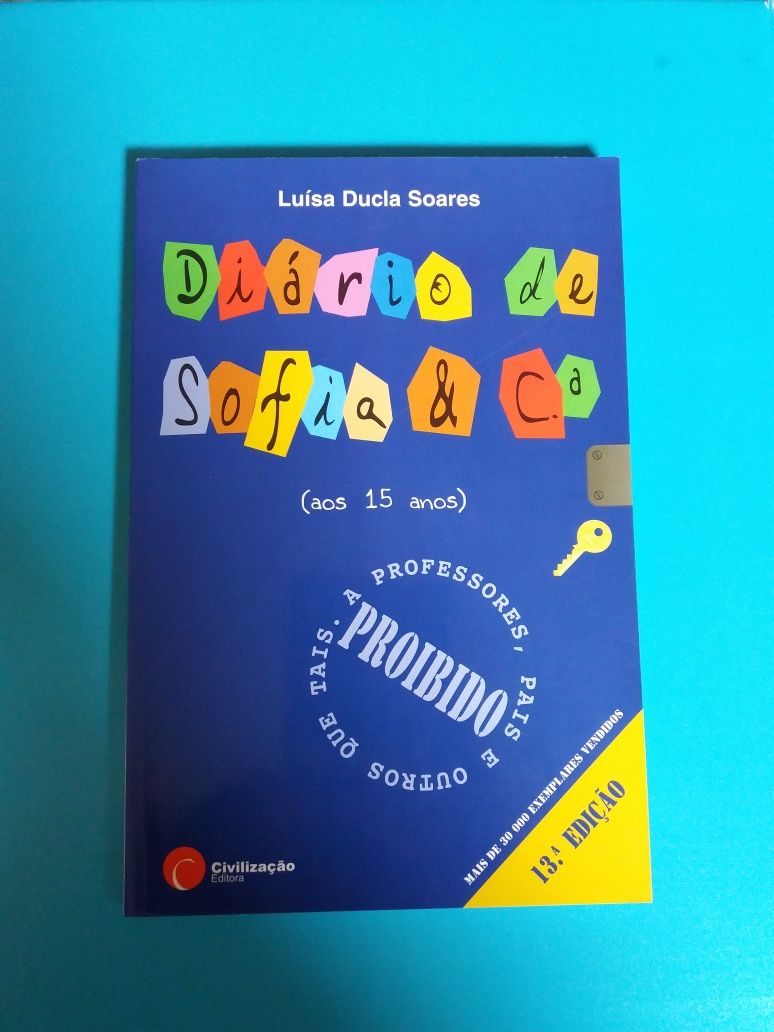 Luísa Ducla Soares
Diário de
Sofia & C.ª
(aos 15 anos)
PROIBIDO
A PROFESSORES, PAIS E OUTROS QUE TAIS.
MAIS DE 30 000 EXEMPLARES VENDIDOS
13.ª EDIÇÃO
Civilização
Editora